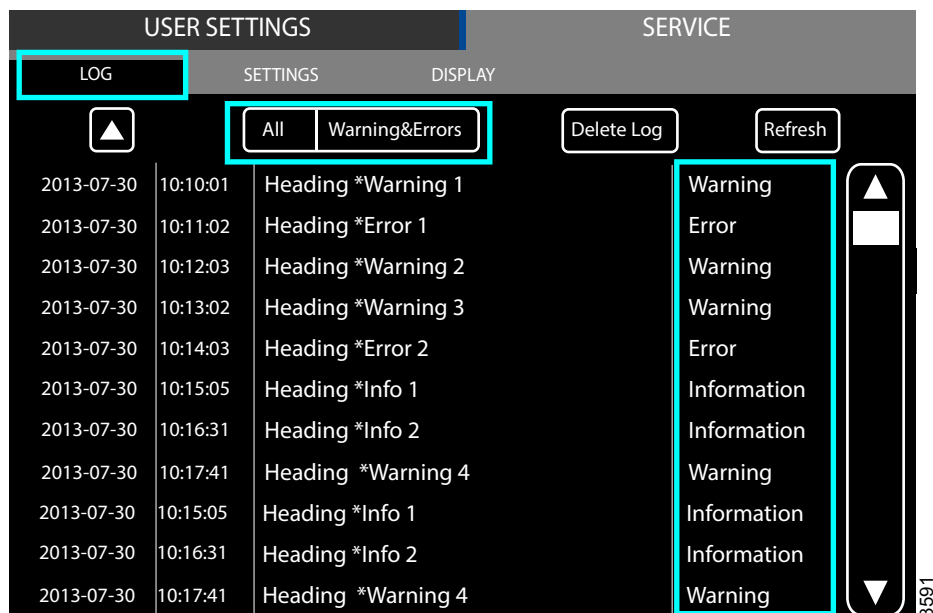 USER SETTINGS SERVICE
LOG SETTINGS DISPLAY
All Warning&Errors Delete Log Refresh
2013-07-30 10:10:01 Heading *Warning 1 Warning
2013-07-30 10:11:02 Heading *Error 1 Error
2013-07-30 10:12:03 Heading *Warning 2 Warning
2013-07-30 10:13:02 Heading *Warning 3 Warning
2013-07-30 10:14:03 Heading *Error 2 Error
2013-07-30 10:15:05 Heading *Info 1 Information
2013-07-30 10:16:31 Heading *Info 2 Information
2013-07-30 10:17:41 Heading *Warning 4 Warning
2013-07-30 10:15:05 Heading *Info 1 Information
2013-07-30 10:16:31 Heading *Info 2 Information
2013-07-30 10:17:41 Heading *Warning 4 Warning